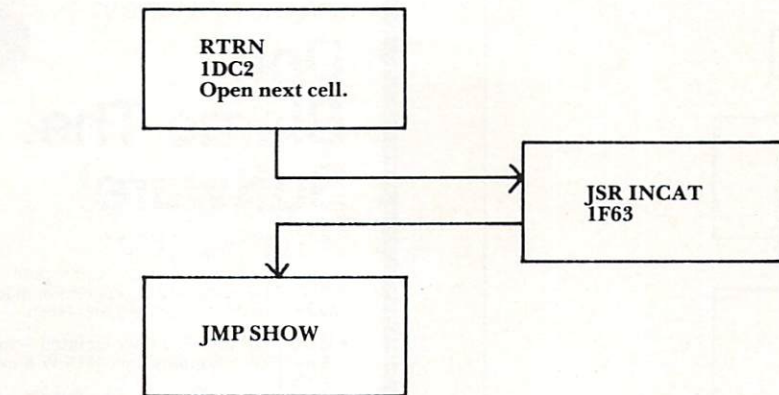 RTRN
1DC2
Open next cell.
JSR INCAT
1F63
JMP SHOW